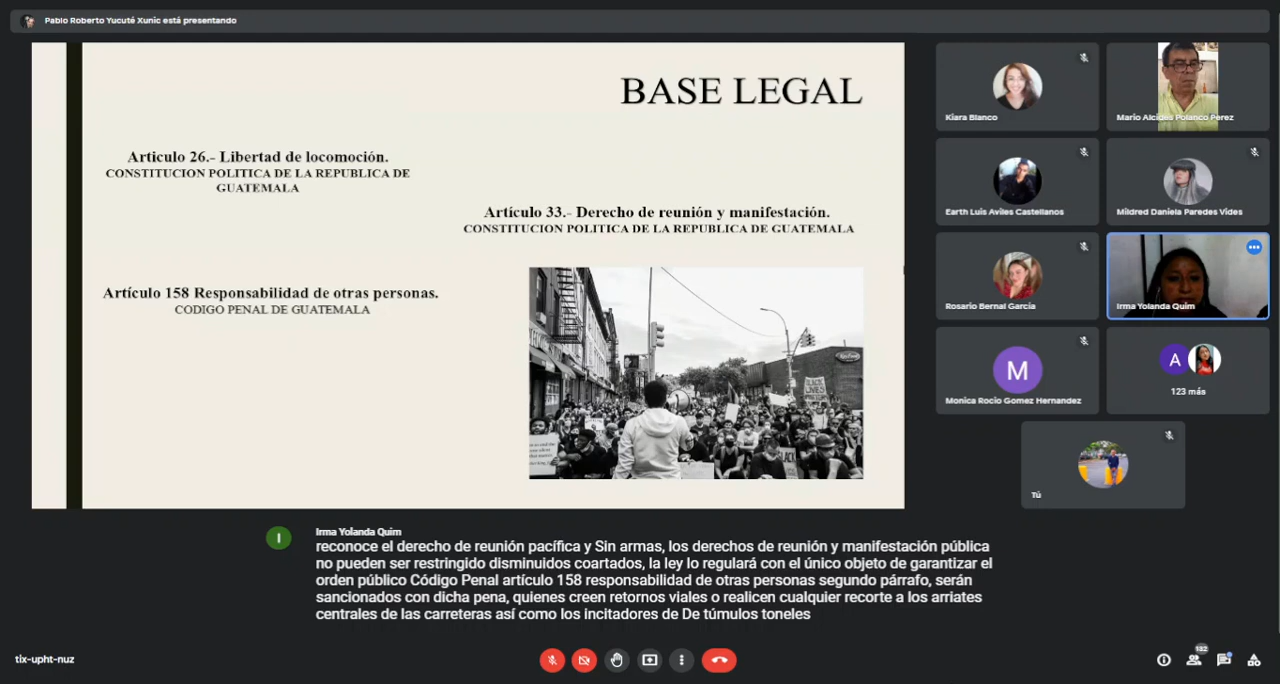 Pablo Roberto Yucuté Xunic está presentando
BASE LEGAL
Articulo 26.- Libertad de locomoción.
CONSTITUCION POLITICA DE LA REPUBLICA DE
GUATEMALA
Artículo 33.- Derecho de reunión y manifestación.
CONSTITUCION POLITICA DE LA REPUBLICA DE GUATEMALA
Artículo 158 Responsabilidad de otras personas.
CODIGO PENAL DE GUATEMALA
BLACK
LIVES
BLACK
Kiara Blanco
Mario Alcides Polanco Perez
Earth Luis Aviles Castellanos
Mildred Daniela Paredes Vides
Rosario Bernal García
Irma Yolanda Quim
M
Monica Rocio Gomez Hernandez
A
123 más
Tú
I
Irma Yolanda Quim
reconoce el derecho de reunión pacífica y Sin armas, los derechos de reunión y manifestación pública
no pueden ser restringido disminuidos coartados, la ley lo regulará con el único objeto de garantizar el
orden público Código Penal artículo 158 responsabilidad de otras personas segundo párrafo, serán
sancionados con dicha pena, quienes creen retornos viales o realicen cualquier recorte a los arriates
centrales de las carreteras así como los incitadores de De túmulos toneles
tix-upht-nuz
132